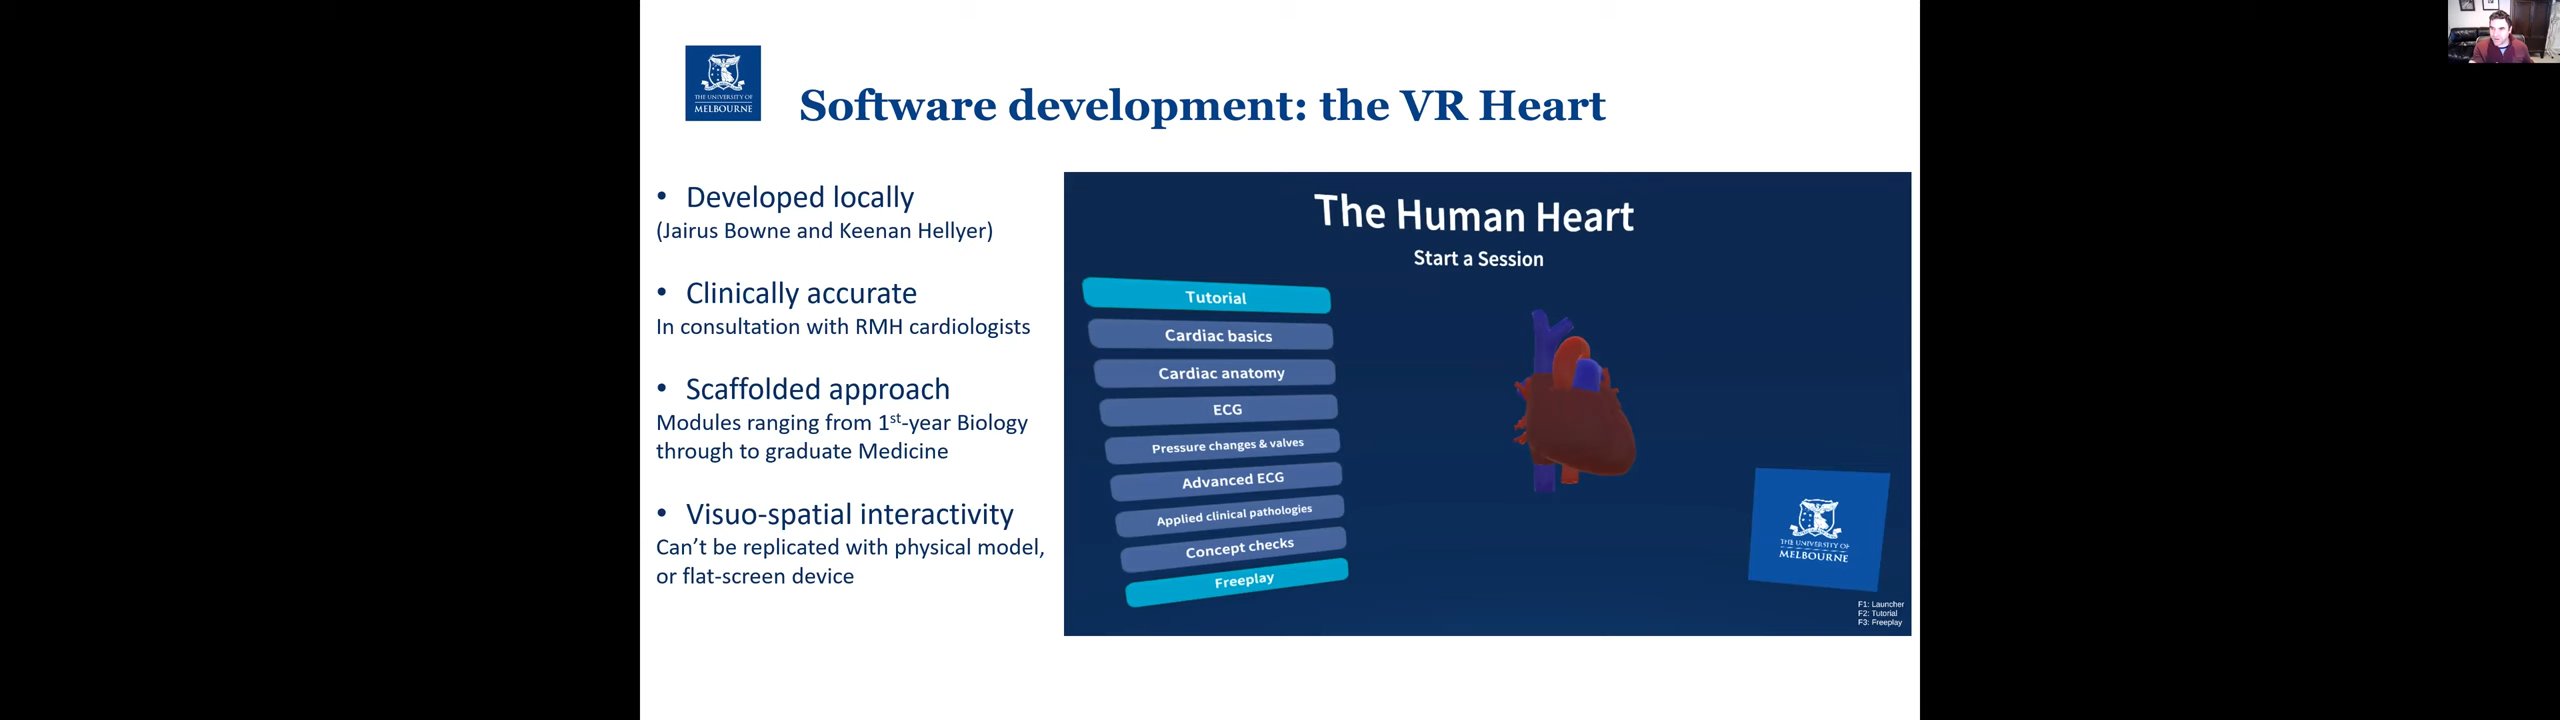 THE UNIVERSITY OF
MELBOURNE
Software development: the VR Heart
• Developed locally
(Jairus Bowne and Keenan Hellyer)
• Clinically accurate
In consultation with RMH cardiologists
• Scaffolded approach
Modules ranging from 1st-year Biology
through to graduate Medicine
• Visuo-spatial interactivity
Can’t be replicated with physical model,
or flat-screen device
The Human Heart
Start a Session
Tutorial
Cardiac basics
Cardiac anatomy
ECG
Pressure changes & valves
Advanced ECG
Applied clinical pathologies
Concept checks
Freeplay
THE UNIVERSITY OF
MELBOURNE
F1: Launcher
F2: Tutorial
F3: Freeplay